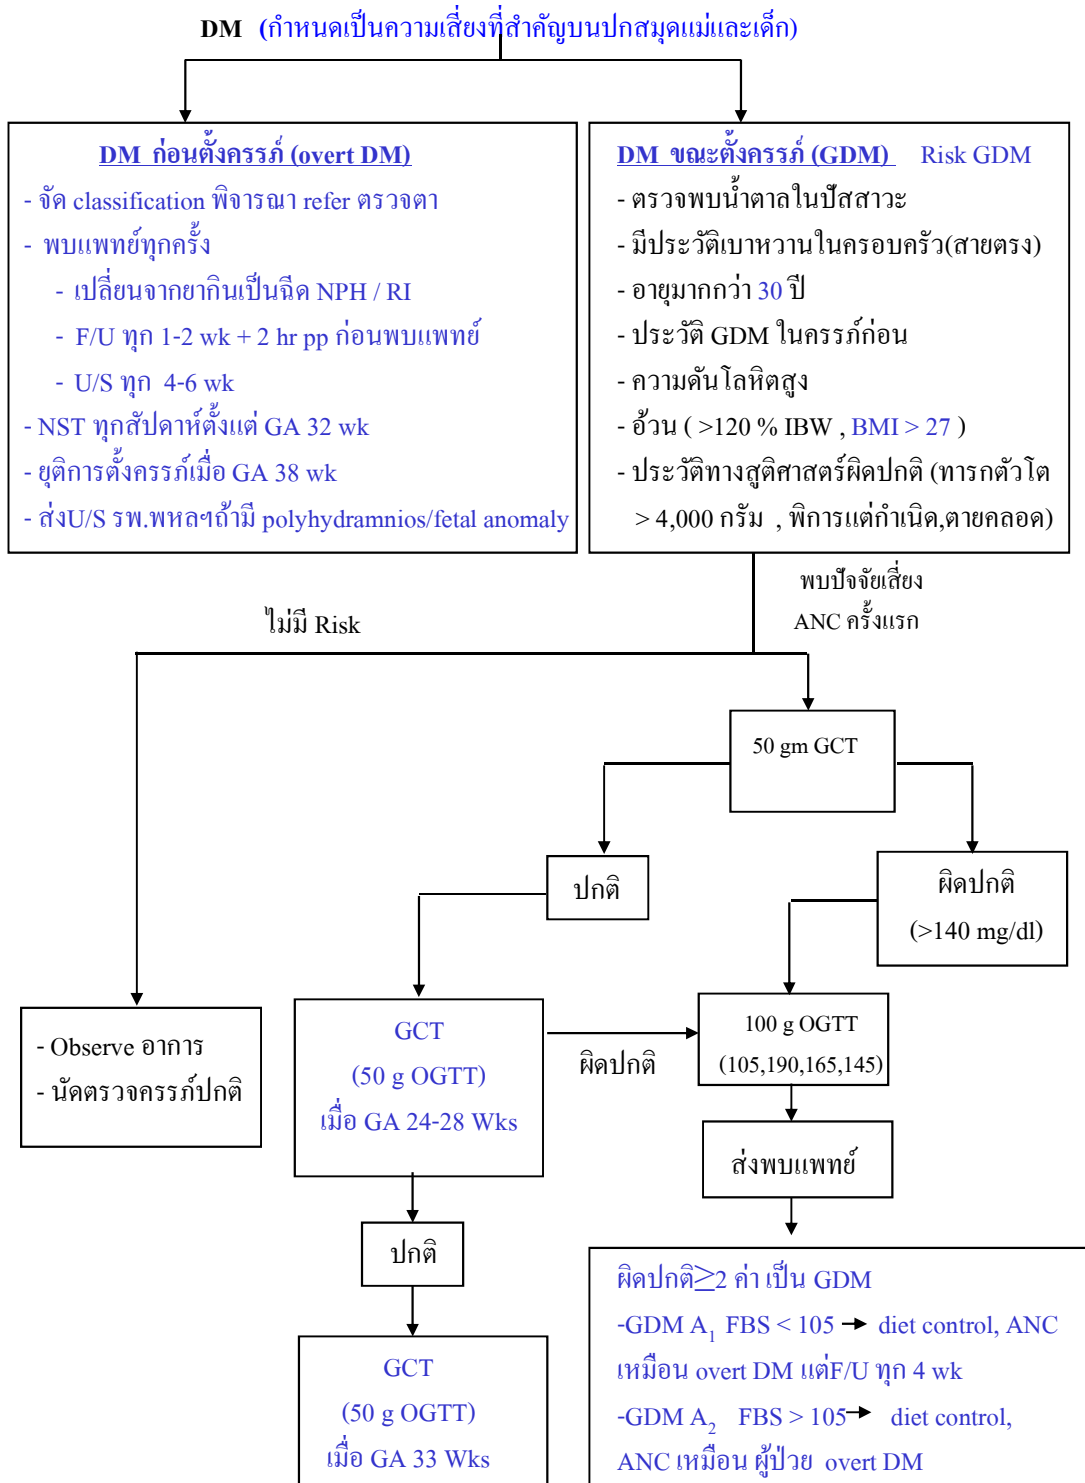 DM (กำหนดเป็นความเสี่ยงที่สำคัญบนปกสมุดแม่และเด็ก)
DM ก่อนตั้งครรภ์ (overt DM)
- จัด classification พิจารณา refer ตรวจตา
- พบแพทย์ทุกครั้ง
- เปลี่ยนจากยากินเป็นฉีด NPH / RI
- F/U ทุก 1-2 wk + 2 hr pp ก่อนพบแพทย์
- U/S ทุก 4-6 wk
- NST ทุกสัปดาห์ตั้งแต่ GA 32 wk
- ยุติการตั้งครรภ์เมื่อ GA 38 wk
- ส่งU/S รพ.พหลฯถ้ามี polyhydramnios/fetal anomaly
DM ขณะตั้งครรภ์ (GDM) Risk GDM
- ตรวจพบน้ำตาลในปัสสาวะ
- มีประวัติเบาหวานในครอบครัว(สายตรง)
- อายุมากกว่า 30 ปี
- ประวัติ GDM ในครรภ์ก่อน
- ความดันโลหิตสูง
- อ้วน ( >120 % IBW , BMI > 27 )
- ประวัติทางสูติศาสตร์ผิดปกติ (ทารกตัวโต
> 4,000 กรัม , พิการแต่กำเนิด,ตายคลอด)
พบปัจจัยเสี่ยง
ANC ครั้งแรก
ไม่มี Risk
50 gm GCT
ปกติ
ผิดปกติ
(>140 mg/dl)
- Observe อาการ
- นัดตรวจครรภ์ปกติ
GCT
(50 g OGTT)
เมื่อ GA 24-28 Wks
ผิดปกติ
100 g OGTT
(105,190,165,145)
ส่งพบแพทย์
ปกติ
GCT
(50 g OGTT)
เมื่อ GA 33 Wks
ผิดปกติ≥2 ค่า เป็น GDM
-GDM A₁ FBS < 105 → diet control, ANC
เหมือน overt DM แต่F/U ทุก 4 wk
-GDM A₂ FBS > 105→ diet control,
ANC เหมือน ผู้ป่วย overt DM